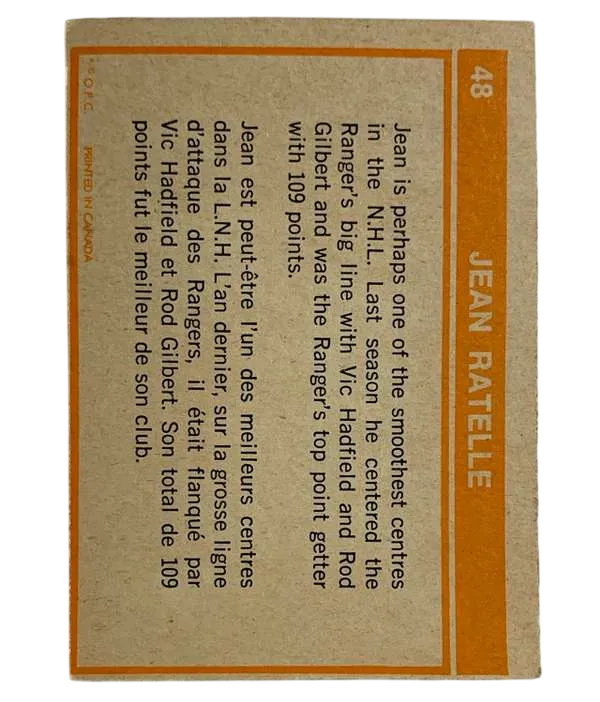 48 JEAN RATELLE
Jean is perhaps one of the smoothest centres
in the N.H.L. Last season he centered the
Ranger's big line with Vic Hadfield and Rod
Gilbert and was the Ranger's top point getter
with 109 points.
Jean est peut-être l'un des meilleurs centres
dans la L.N.H. L'an dernier, sur la grosse ligne
d'attaque des Rangers, il était flanqué par
Vic Hadfield et Rod Gilbert. Son total de 109
points fut le meilleur de son club.
* © O.P.C. PRINTED IN CANADA